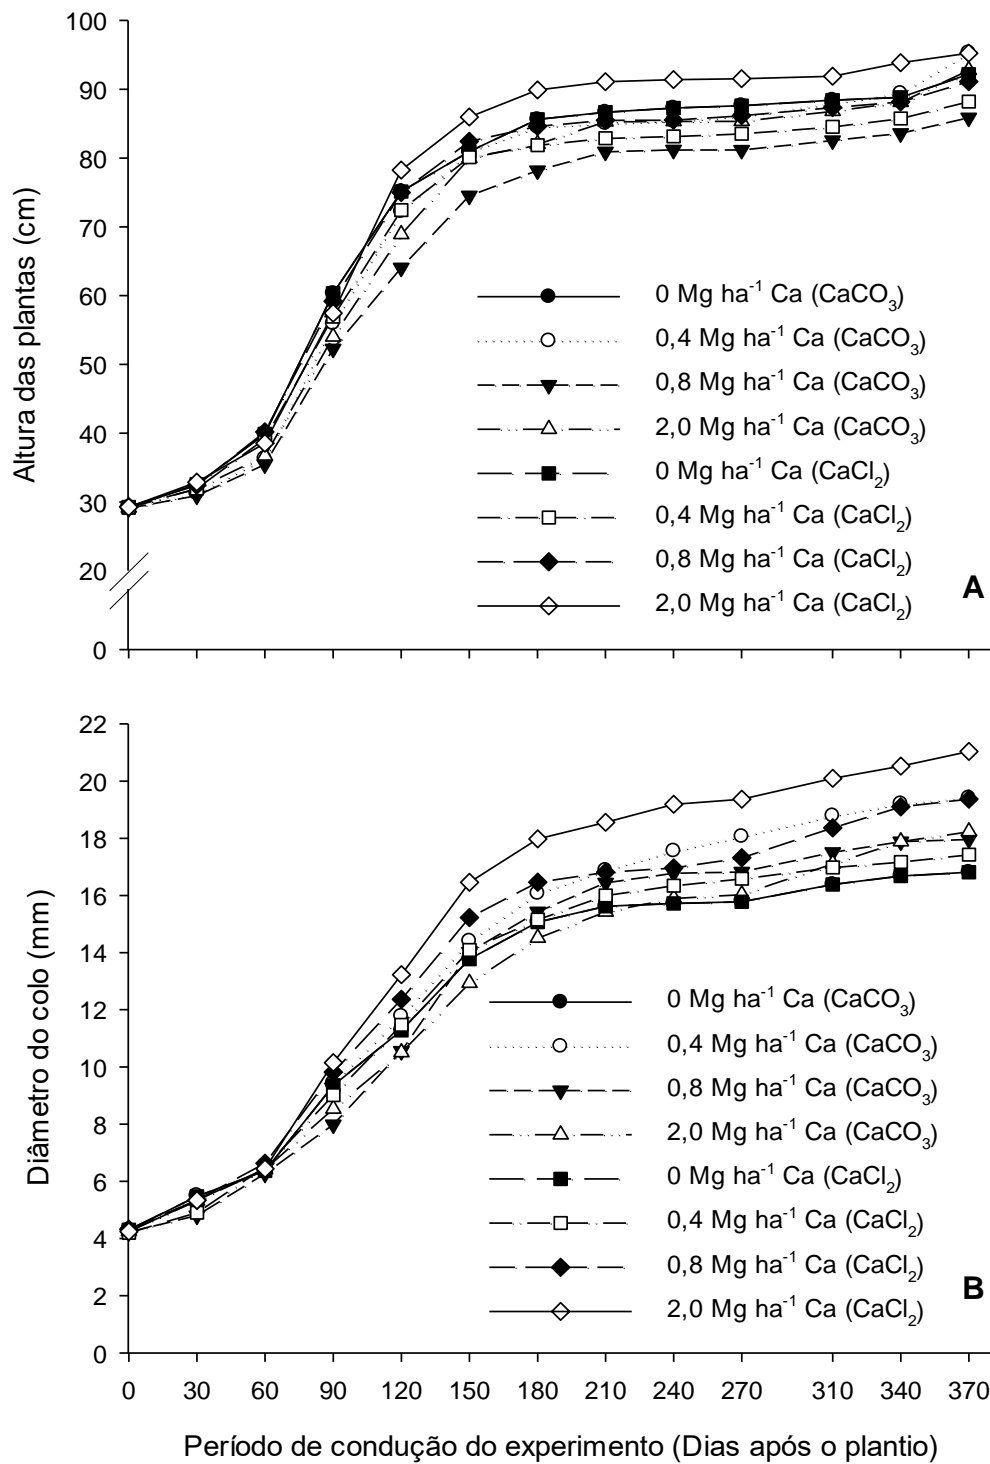 100
90
80
70
60
50
40
30
20
0
Altura das plantas (cm)
0 Mg ha⁻¹ Ca (CaCO₃)
0,4 Mg ha⁻¹ Ca (CaCO₃)
0,8 Mg ha⁻¹ Ca (CaCO₃)
2,0 Mg ha⁻¹ Ca (CaCO₃)
0 Mg ha⁻¹ Ca (CaCl₂)
0,4 Mg ha⁻¹ Ca (CaCl₂)
0,8 Mg ha⁻¹ Ca (CaCl₂)
2,0 Mg ha⁻¹ Ca (CaCl₂)
A
22
20
18
16
14
12
10
8
6
4
2
0
Diâmetro do colo (mm)
0 Mg ha⁻¹ Ca (CaCO₃)
0,4 Mg ha⁻¹ Ca (CaCO₃)
0,8 Mg ha⁻¹ Ca (CaCO₃)
2,0 Mg ha⁻¹ Ca (CaCO₃)
0 Mg ha⁻¹ Ca (CaCl₂)
0,4 Mg ha⁻¹ Ca (CaCl₂)
0,8 Mg ha⁻¹ Ca (CaCl₂)
2,0 Mg ha⁻¹ Ca (CaCl₂)
B
0 30 60 90 120 150 180 210 240 270 310 340 370
Período de condução do experimento (Dias após o plantio)